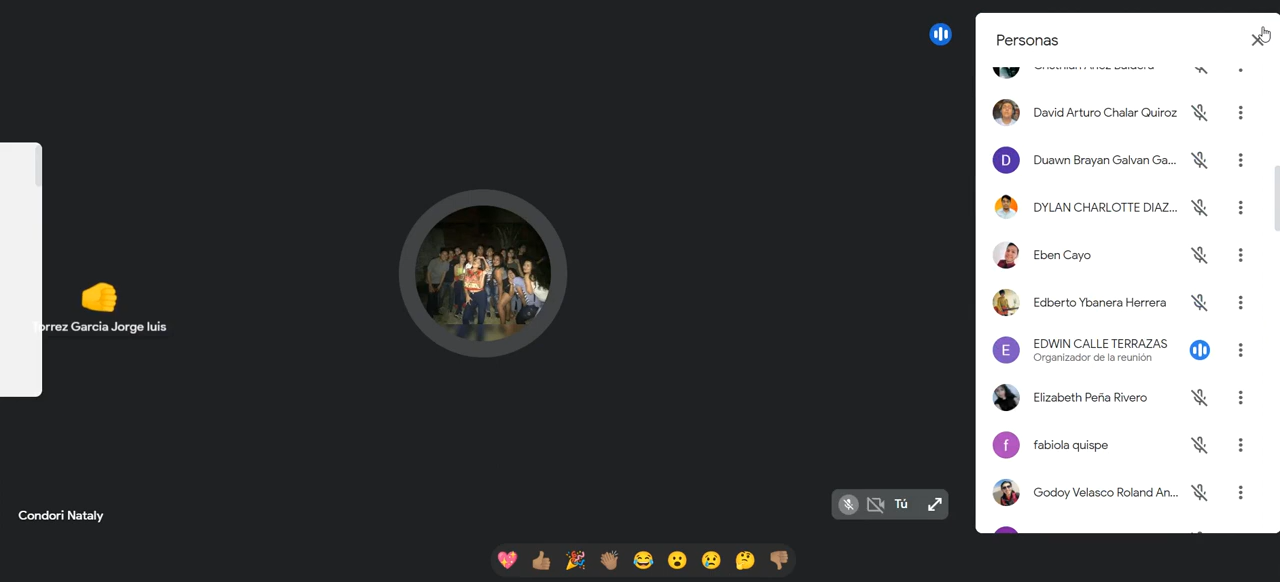 Personas
David Arturo Chalar Quiroz
D
Duawn Brayan Galvan Ga...
DYLAN CHARLOTTE DIAZ...
Eben Cayo
Edberto Ybanera Herrera
E
EDWIN CALLE TERRAZAS
Organizador de la reunión
Elizabeth Peña Rivero
f
fabiola quispe
Godoy Velasco Roland An...
Torrez Garcia Jorge luis
Tú
Condori Nataly